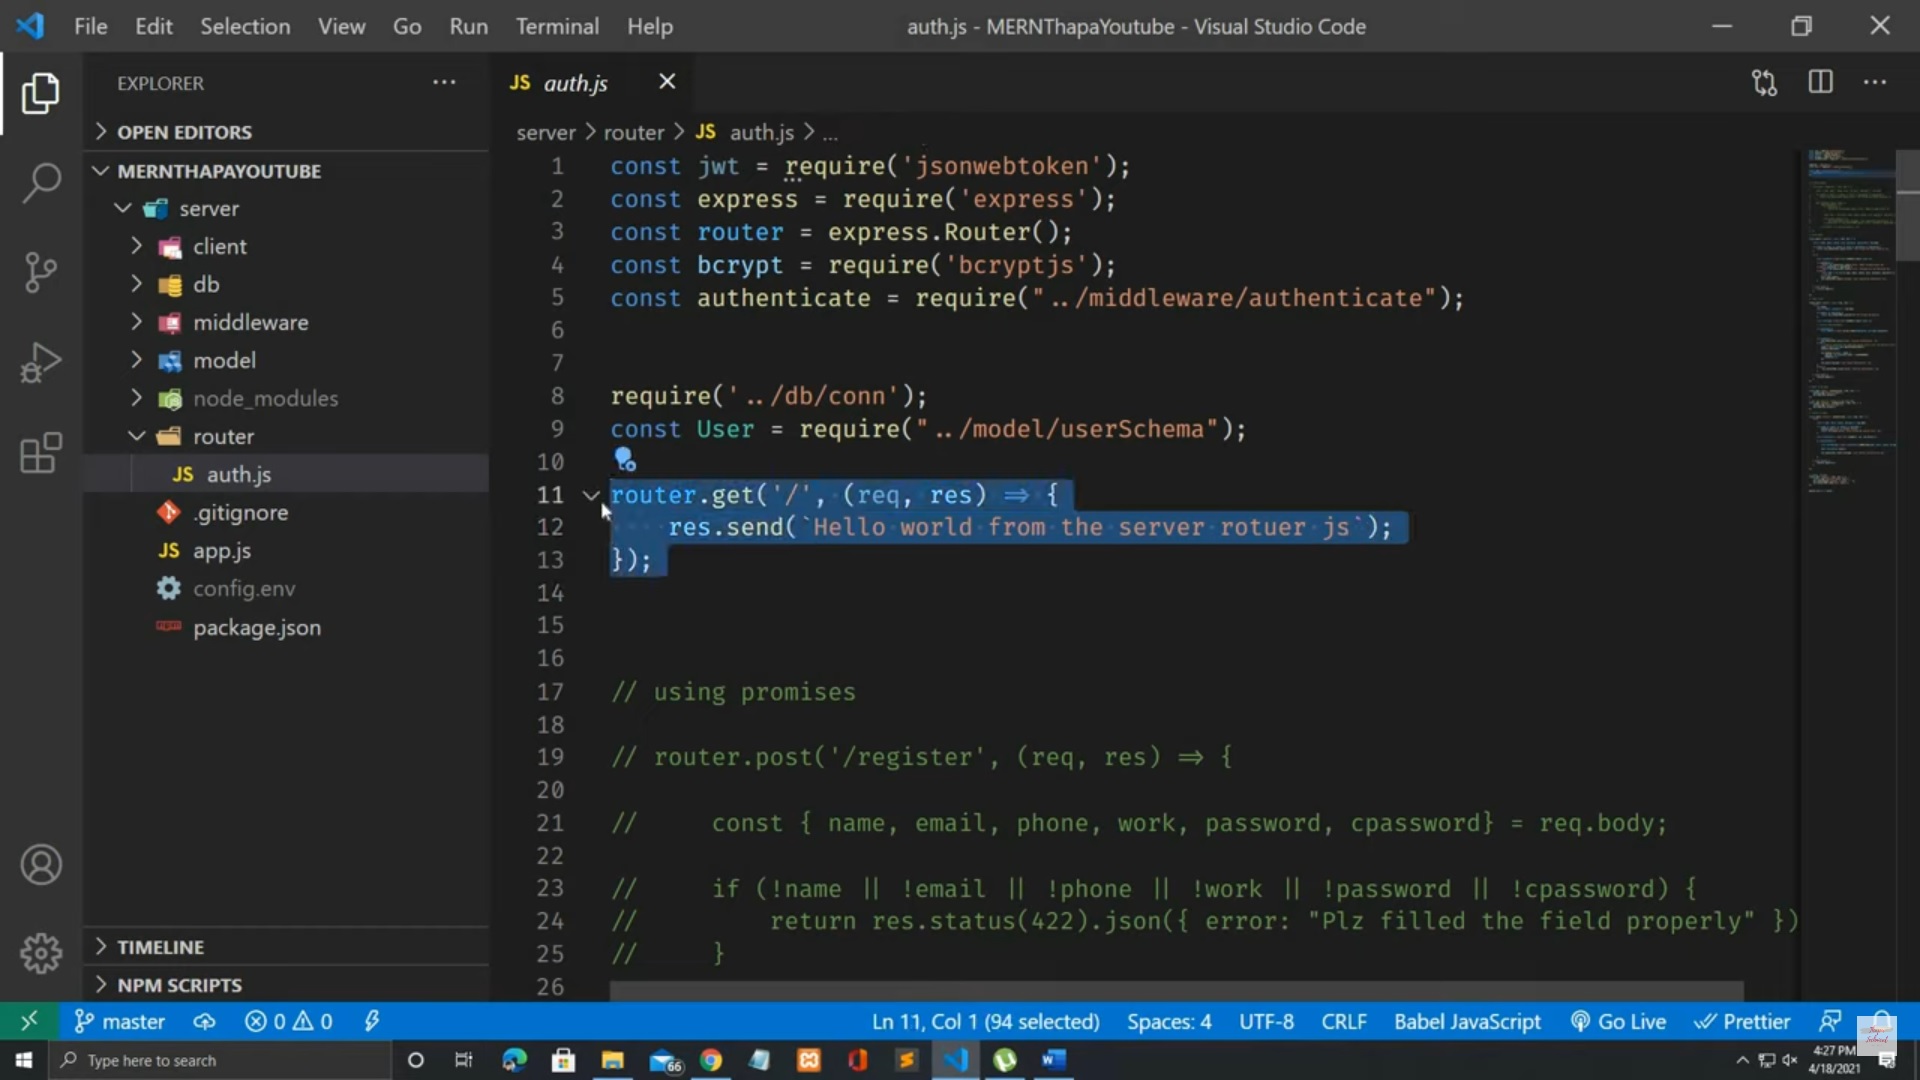 File Edit Selection View Go Run Terminal Help auth.js - MERNThapaYoutube - Visual Studio Code
EXPLORER
OPEN EDITORS
MERNTHAPAYOUTUBE
server
client
db
middleware
model
node_modules
router
JS auth.js
.gitignore
JS app.js
config.env
package.json
TIMELINE
NPM SCRIPTS
JS auth.js
server > router > JS auth.js > ...
1 const jwt = require('jsonwebtoken');
2 const express = require('express');
3 const router = express.Router();
4 const bcrypt = require('bcryptjs');
5 const authenticate = require("../middleware/authenticate");
6
7
8 require('../db/conn');
9 const User = require("../model/userSchema");
10
11 router.get('/', (req, res) => {
12 res.send(`Hello world from the server rotuer js`);
13 });
14
15
16
17 // using promises
18
19 // router.post('/register', (req, res) => {
20
21 // const { name, email, phone, work, password, cpassword} = req.body;
22
23 // if (!name || !email || !phone || !work || !password || !cpassword) {
24 // return res.status(422).json({ error: "Plz filled the field properly" })
25 // }
26
master 0 0 Ln 11, Col 1 (94 selected) Spaces: 4 UTF-8 CRLF Babel JavaScript Go Live Prettier
Type here to search 66 4:27 PM
4/18/2021